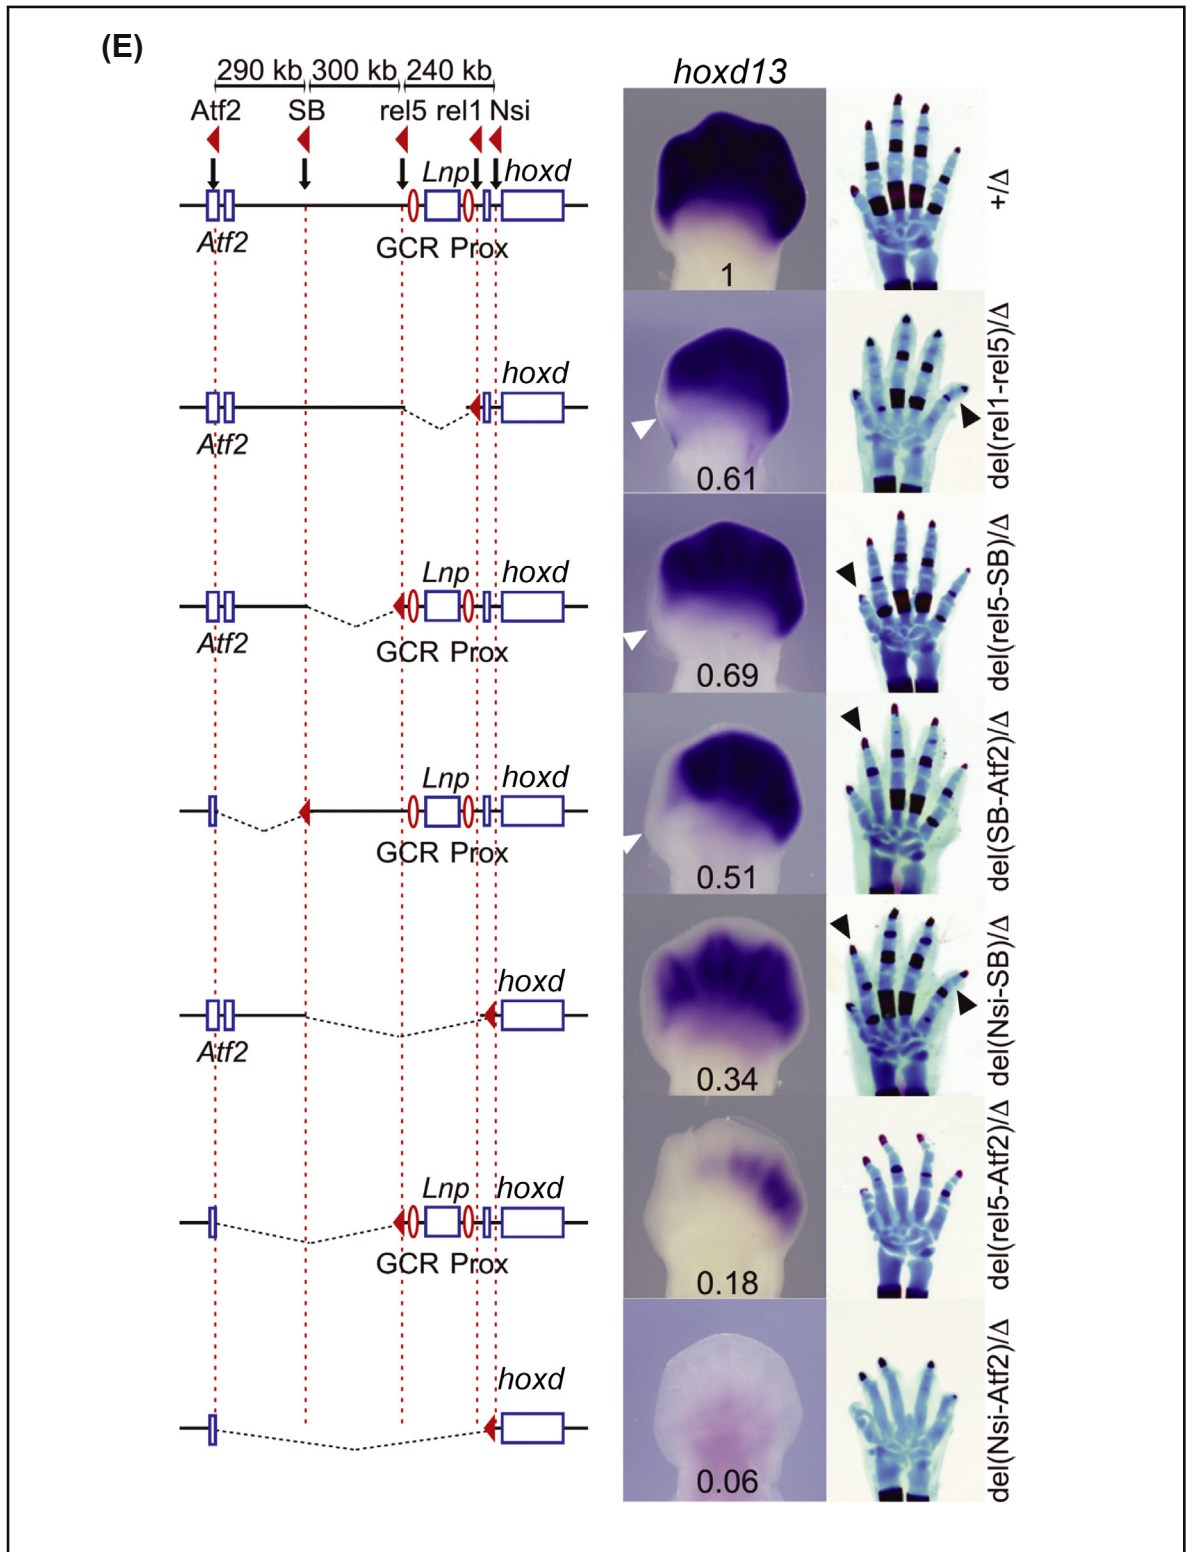 (E)
290 kb 300 kb 240 kb
hoxd13
Atf2 SB rel5 rel1 Nsi
Lnp hoxd
Atf2
GCR Prox
1
+/Δ
hoxd
Atf2
0.61
del(rel1-rel5)/Δ
Lnp hoxd
Atf2
GCR Prox
0.69
del(rel5-SB)/Δ
Lnp hoxd
GCR Prox
0.51
del(SB-Atf2)/Δ
hoxd
Atf2
0.34
del(Nsi-SB)/Δ
Lnp hoxd
GCR Prox
0.18
del(rel5-Atf2)/Δ
hoxd
0.06
del(Nsi-Atf2)/Δ